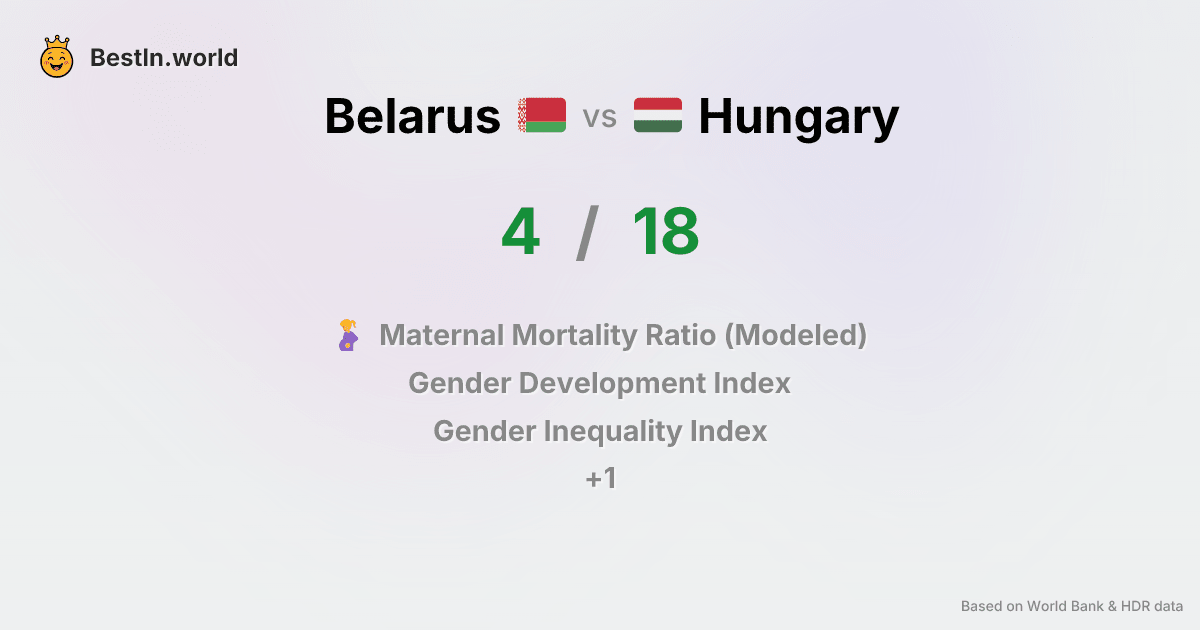 BestIn.world
Belarus vs Hungary
4 / 18
Maternal Mortality Ratio (Modeled)
Gender Development Index
Gender Inequality Index
+1
Based on World Bank & HDR data